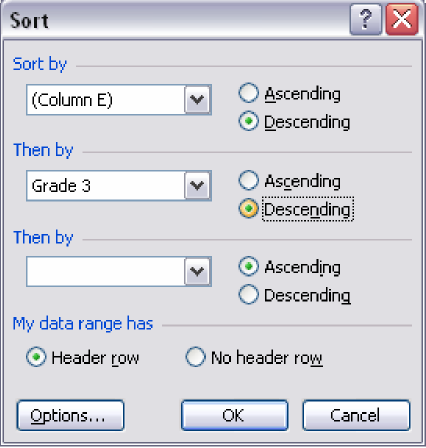 Sort
Sort by
(Column E)
Ascending
Descending
Then by
Grade 3
Ascending
Descending
Then by
Ascending
Descending
My data range has
Header row
No header row
Options...
OK
Cancel